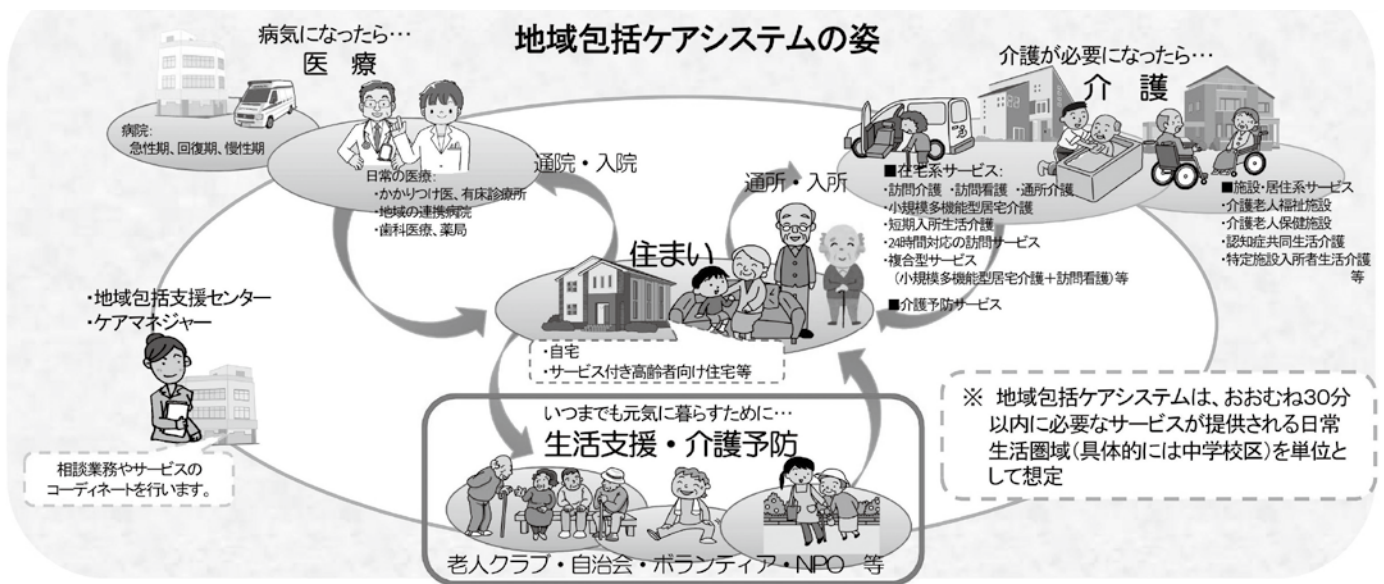 地域包括ケアシステムの姿
病気になったら…
医 療
病院:
急性期、回復期、慢性期
日常の医療:
・かかりつけ医、有床診療所
・地域の連携病院
・歯科医療、薬局
通院・入院
通所・入所
介護が必要になったら…
介 護
■在宅系サービス:
・訪問介護 ・訪問看護 ・通所介護
・小規模多機能型居宅介護
・短期入所生活介護
・24時間対応の訪問サービス
・複合型サービス
(小規模多機能型居宅介護+訪問看護)等
■介護予防サービス
■施設・居住系サービス
・介護老人福祉施設
・介護老人保健施設
・認知症共同生活介護
・特定施設入所者生活介護
等
住まい
・自宅
・サービス付き高齢者向け住宅等
・地域包括支援センター
・ケアマネジャー
相談業務やサービスの
コーディネートを行います。
いつまでも元気に暮らすために…
生活支援・介護予防
老人クラブ・自治会・ボランティア・NPO 等
※ 地域包括ケアシステムは、おおむね30分
以内に必要なサービスが提供される日常
生活圏域(具体的には中学校区)を単位と
して想定